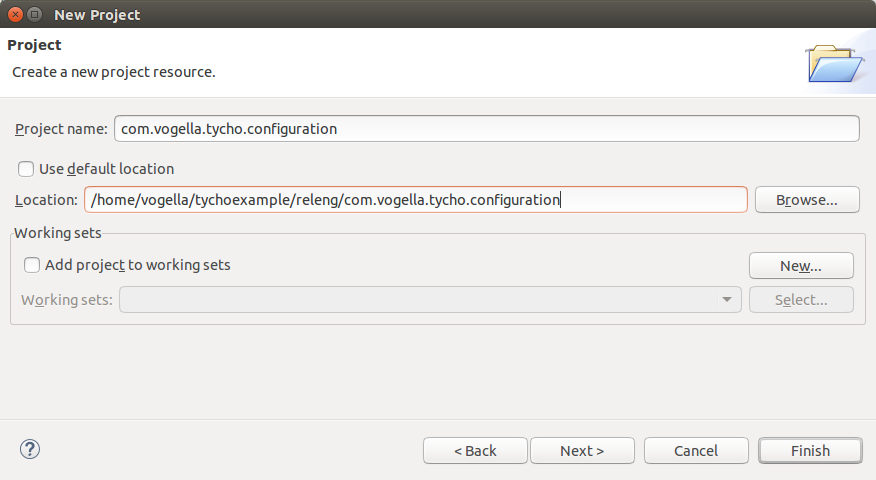 New Project
Project
Create a new project resource.
Project name: com.vogella.tycho.configuration
Use default location
Location: /home/vogella/tychoexample/releng/com.vogella.tycho.configuration Browse...
Working sets
Add project to working sets New...
Working sets: Select...
? < Back Next > Cancel Finish